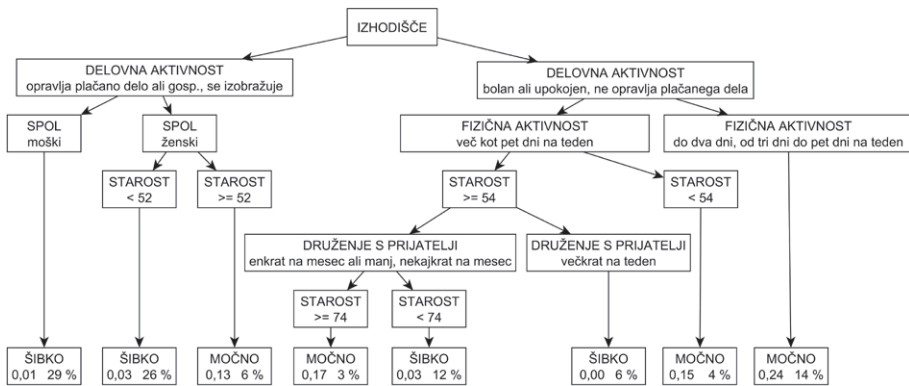 IZHODIŠČE
DELOVNA AKTIVNOST
opravlja plačano delo ali gosp., se izobražuje
DELOVNA AKTIVNOST
bolan ali upokojen, ne opravlja plačanega dela
SPOL
moški
SPOL
ženski
FIZIČNA AKTIVNOST
več kot pet dni na teden
FIZIČNA AKTIVNOST
do dva dni, od tri dni do pet dni na teden
STAROST
< 52
STAROST
>= 52
STAROST
>= 54
STAROST
< 54
DRUŽENJE S PRIJATELJI
enkrat na mesec ali manj, nekajkrat na mesec
DRUŽENJE S PRIJATELJI
večkrat na teden
STAROST
>= 74
STAROST
< 74
ŠIBKO
0,01 29 %
ŠIBKO
0,03 26 %
MOČNO
0,13 6 %
MOČNO
0,17 3 %
ŠIBKO
0,03 12 %
ŠIBKO
0,00 6 %
MOČNO
0,15 4 %
MOČNO
0,24 14 %